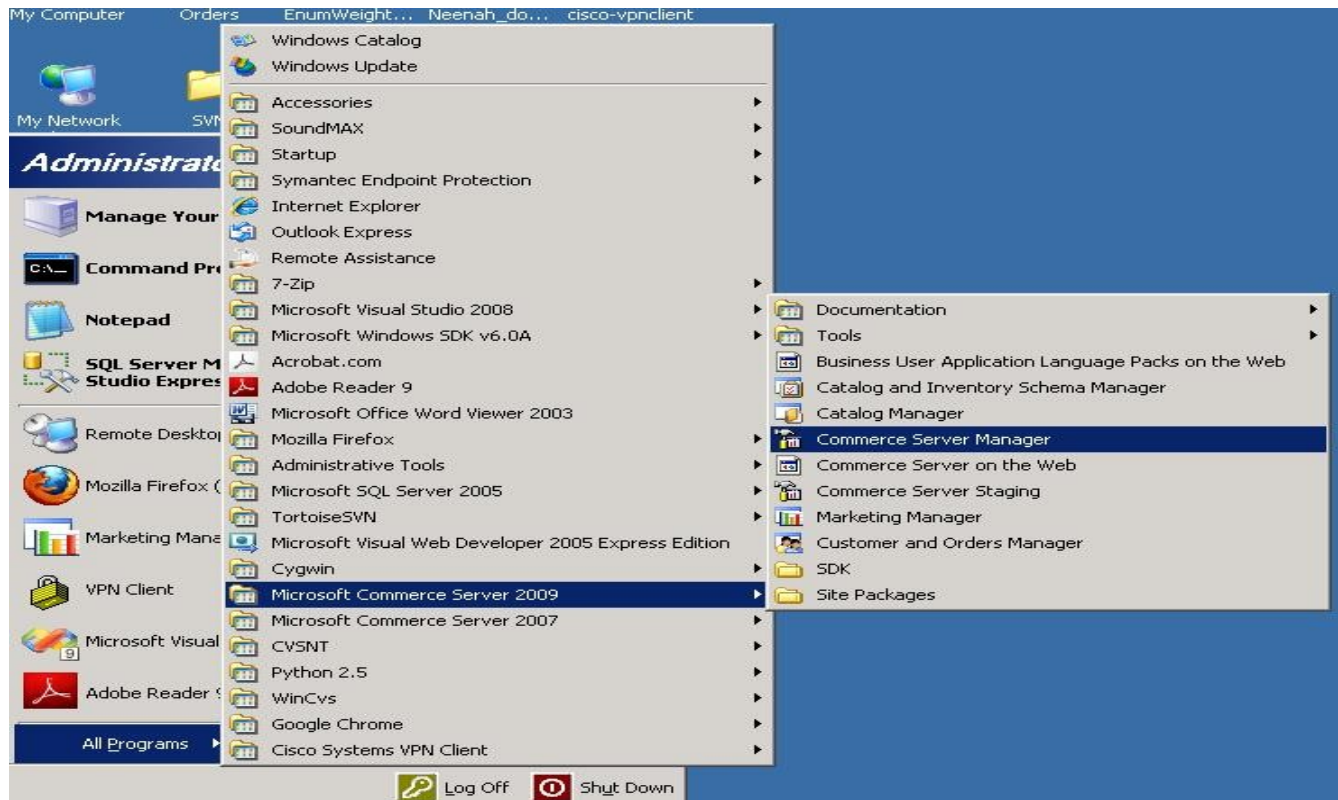 My Computer
Orders
EnumWeight...
Neenah_do...
cisco-vpnclient
My Network
SVN
Administrato
Manage Your
C:\_
Command Pro
Notepad
SQL Server M
Studio Expres
Remote Desktop
Mozilla Firefox (
Marketing Mana
VPN Client
Microsoft Visual
9
Adobe Reader 9
All Programs
Windows Catalog
Windows Update
Accessories
SoundMAX
Startup
Symantec Endpoint Protection
Internet Explorer
Outlook Express
Remote Assistance
7-Zip
Microsoft Visual Studio 2008
Microsoft Windows SDK v6.0A
Acrobat.com
Adobe Reader 9
Microsoft Office Word Viewer 2003
Mozilla Firefox
Administrative Tools
Microsoft SQL Server 2005
TortoiseSVN
Microsoft Visual Web Developer 2005 Express Edition
Cygwin
Microsoft Commerce Server 2009
Microsoft Commerce Server 2007
CVSNT
Python 2.5
WinCvs
Google Chrome
Cisco Systems VPN Client
Documentation
Tools
Business User Application Language Packs on the Web
Catalog and Inventory Schema Manager
Catalog Manager
Commerce Server Manager
Commerce Server on the Web
Commerce Server Staging
Marketing Manager
Customer and Orders Manager
SDK
Site Packages
Log Off
Shut Down